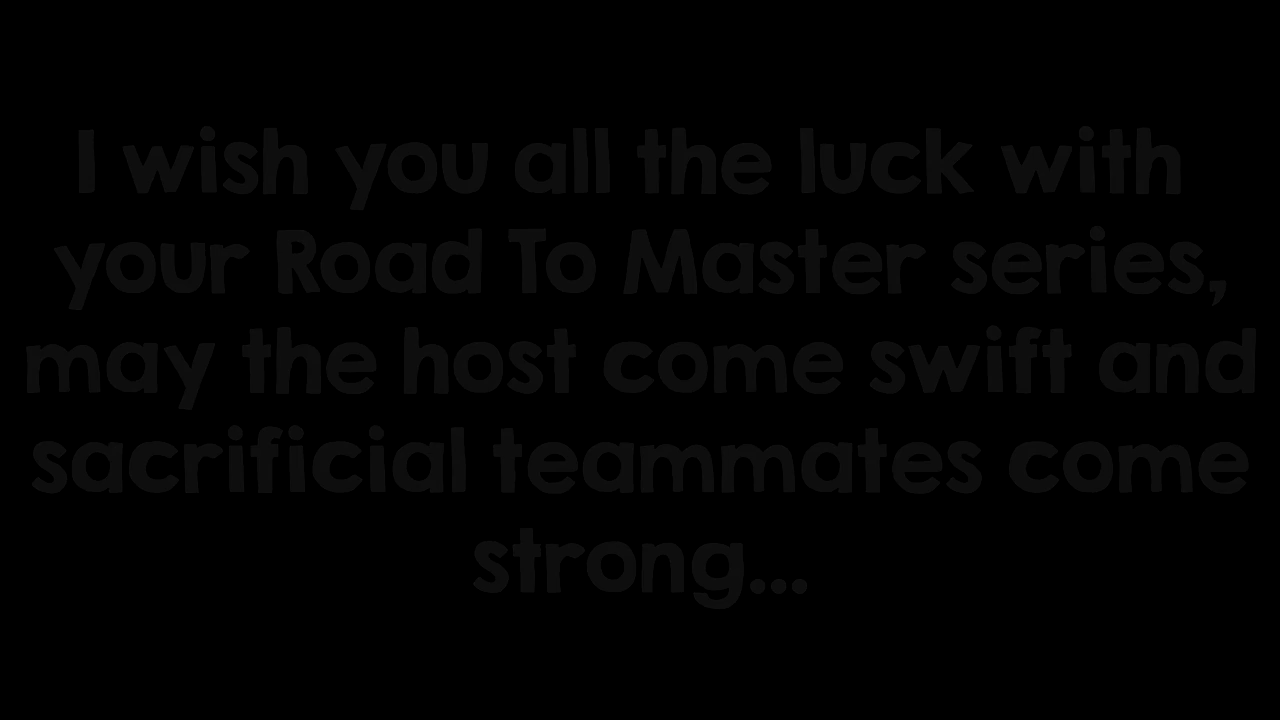 I wish you all the luck with
your Road To Master series,
may the host come swift and
sacrificial teammates come
strong...